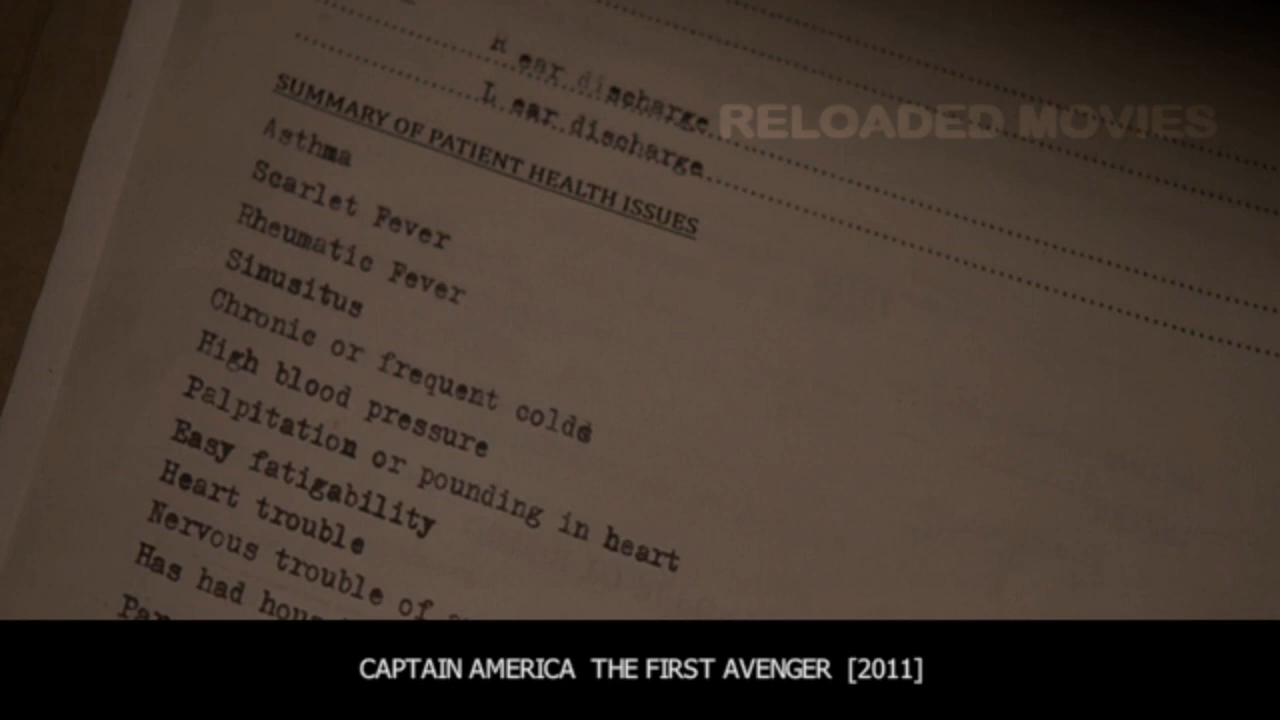 R ear discharge
L ear discharge
RELOADED MOVIES
SUMMARY OF PATIENT HEALTH ISSUES
Asthma
Scarlet Fever
Rheumatic Fever
Sinusitus
Chronic or frequent colds
High blood pressure
Palpitation or pounding in heart
Easy fatigability
Heart trouble
Nervous trouble of
Has had
CAPTAIN AMERICA THE FIRST AVENGER [2011]